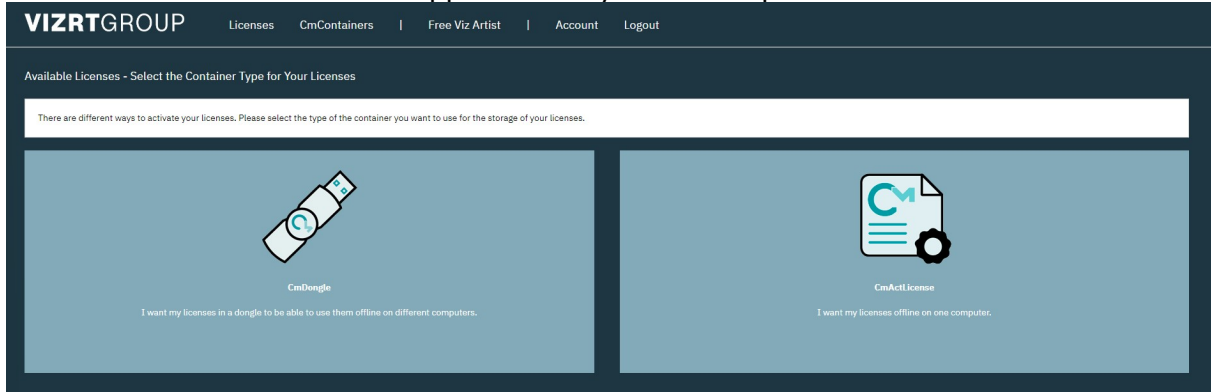 VIZRTGROUP Licenses CmContainers | Free Viz Artist | Account Logout
Available Licenses - Select the Container Type for Your Licenses
There are different ways to activate your licenses. Please select the type of the container you want to use for the storage of your licenses.
CM
CmDongle
I want my licenses in a dongle to be able to use them offline on different computers.
CmActLicense
I want my licenses offline on one computer.